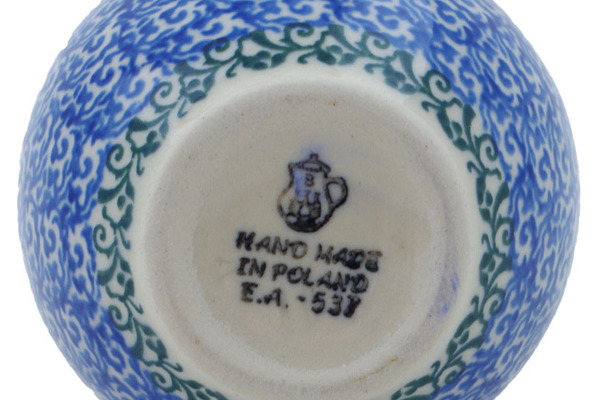 B
HAND MADE
IN POLAND
E.A. - 537